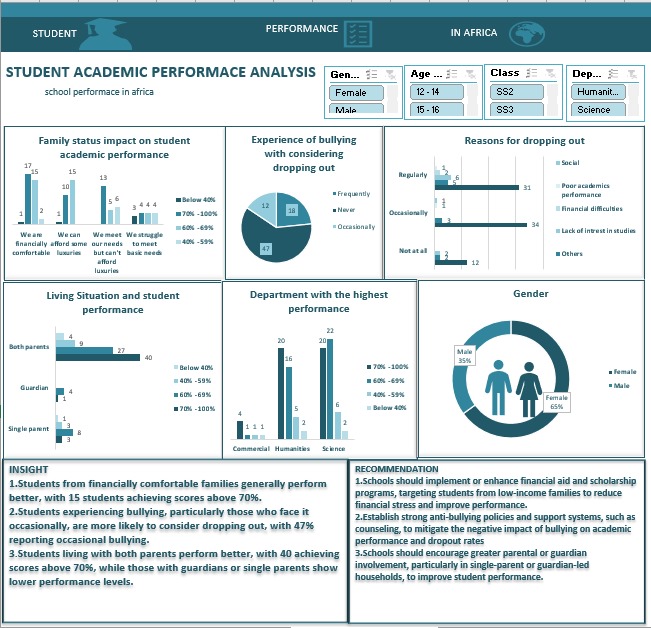 STUDENT
PERFORMANCE
IN AFRICA
STUDENT ACADEMIC PERFORMACE ANALYSIS
school performace in africa
Gen...
Female
Male
Age ...
12 - 14
15 - 16
Class
SS2
SS3
Dep...
Humanit...
Science
Family status impact on student
academic performance
17
15
15
13
10
1
2
1
5
6
3
4
4
4
We are
financially
comfortable
We can
afford some
luxuries
We meet
our needs
but can't
afford
luxuries
We struggle
to meet
basic needs
Below 40%
70% -100%
60% -69%
40% -59%
Experience of bullying
with considering
dropping out
12
18
47
Frequently
Never
Occasionally
Reasons for dropping out
Regularly
1
2
6
5
31
Occasionally
1
1
3
34
Not at all
2
2
12
Social
Poor academics
performance
Financial difficulties
Lack of intrest in studies
Others
Living Situation and student
performance
Both parents
4
9
27
40
Guardian
4
1
Single parent
1
3
8
3
Below 40%
40% -59%
60% -69%
70% -100%
Department with the highest
performance
4
1
1
1
20
16
5
2
20
22
6
2
Commercial
Humanities
Science
70% -100%
60% -69%
40% -59%
Below 40%
Gender
Male
35%
Female
65%
Female
Male
INSIGHT
1.Students from financially comfortable families generally perform
better, with 15 students achieving scores above 70%.
2.Students experiencing bullying, particularly those who face it
occasionally, are more likely to consider dropping out, with 47%
reporting occasional bullying.
3.Students living with both parents perform better, with 40 achieving
scores above 70%, while those with guardians or single parents show
lower performance levels.
RECOMMENDATION
1.Schools should implement or enhance financial aid and scholarship
programs, targeting students from low-income families to reduce
financial stress and improve performance.
2.Establish strong anti-bullying policies and support systems, such as
counseling, to mitigate the negative impact of bullying on academic
performance and dropout rates
3.Schools should encourage greater parental or guardian
involvement, particularly in single-parent or guardian-led
households, to improve student performance.